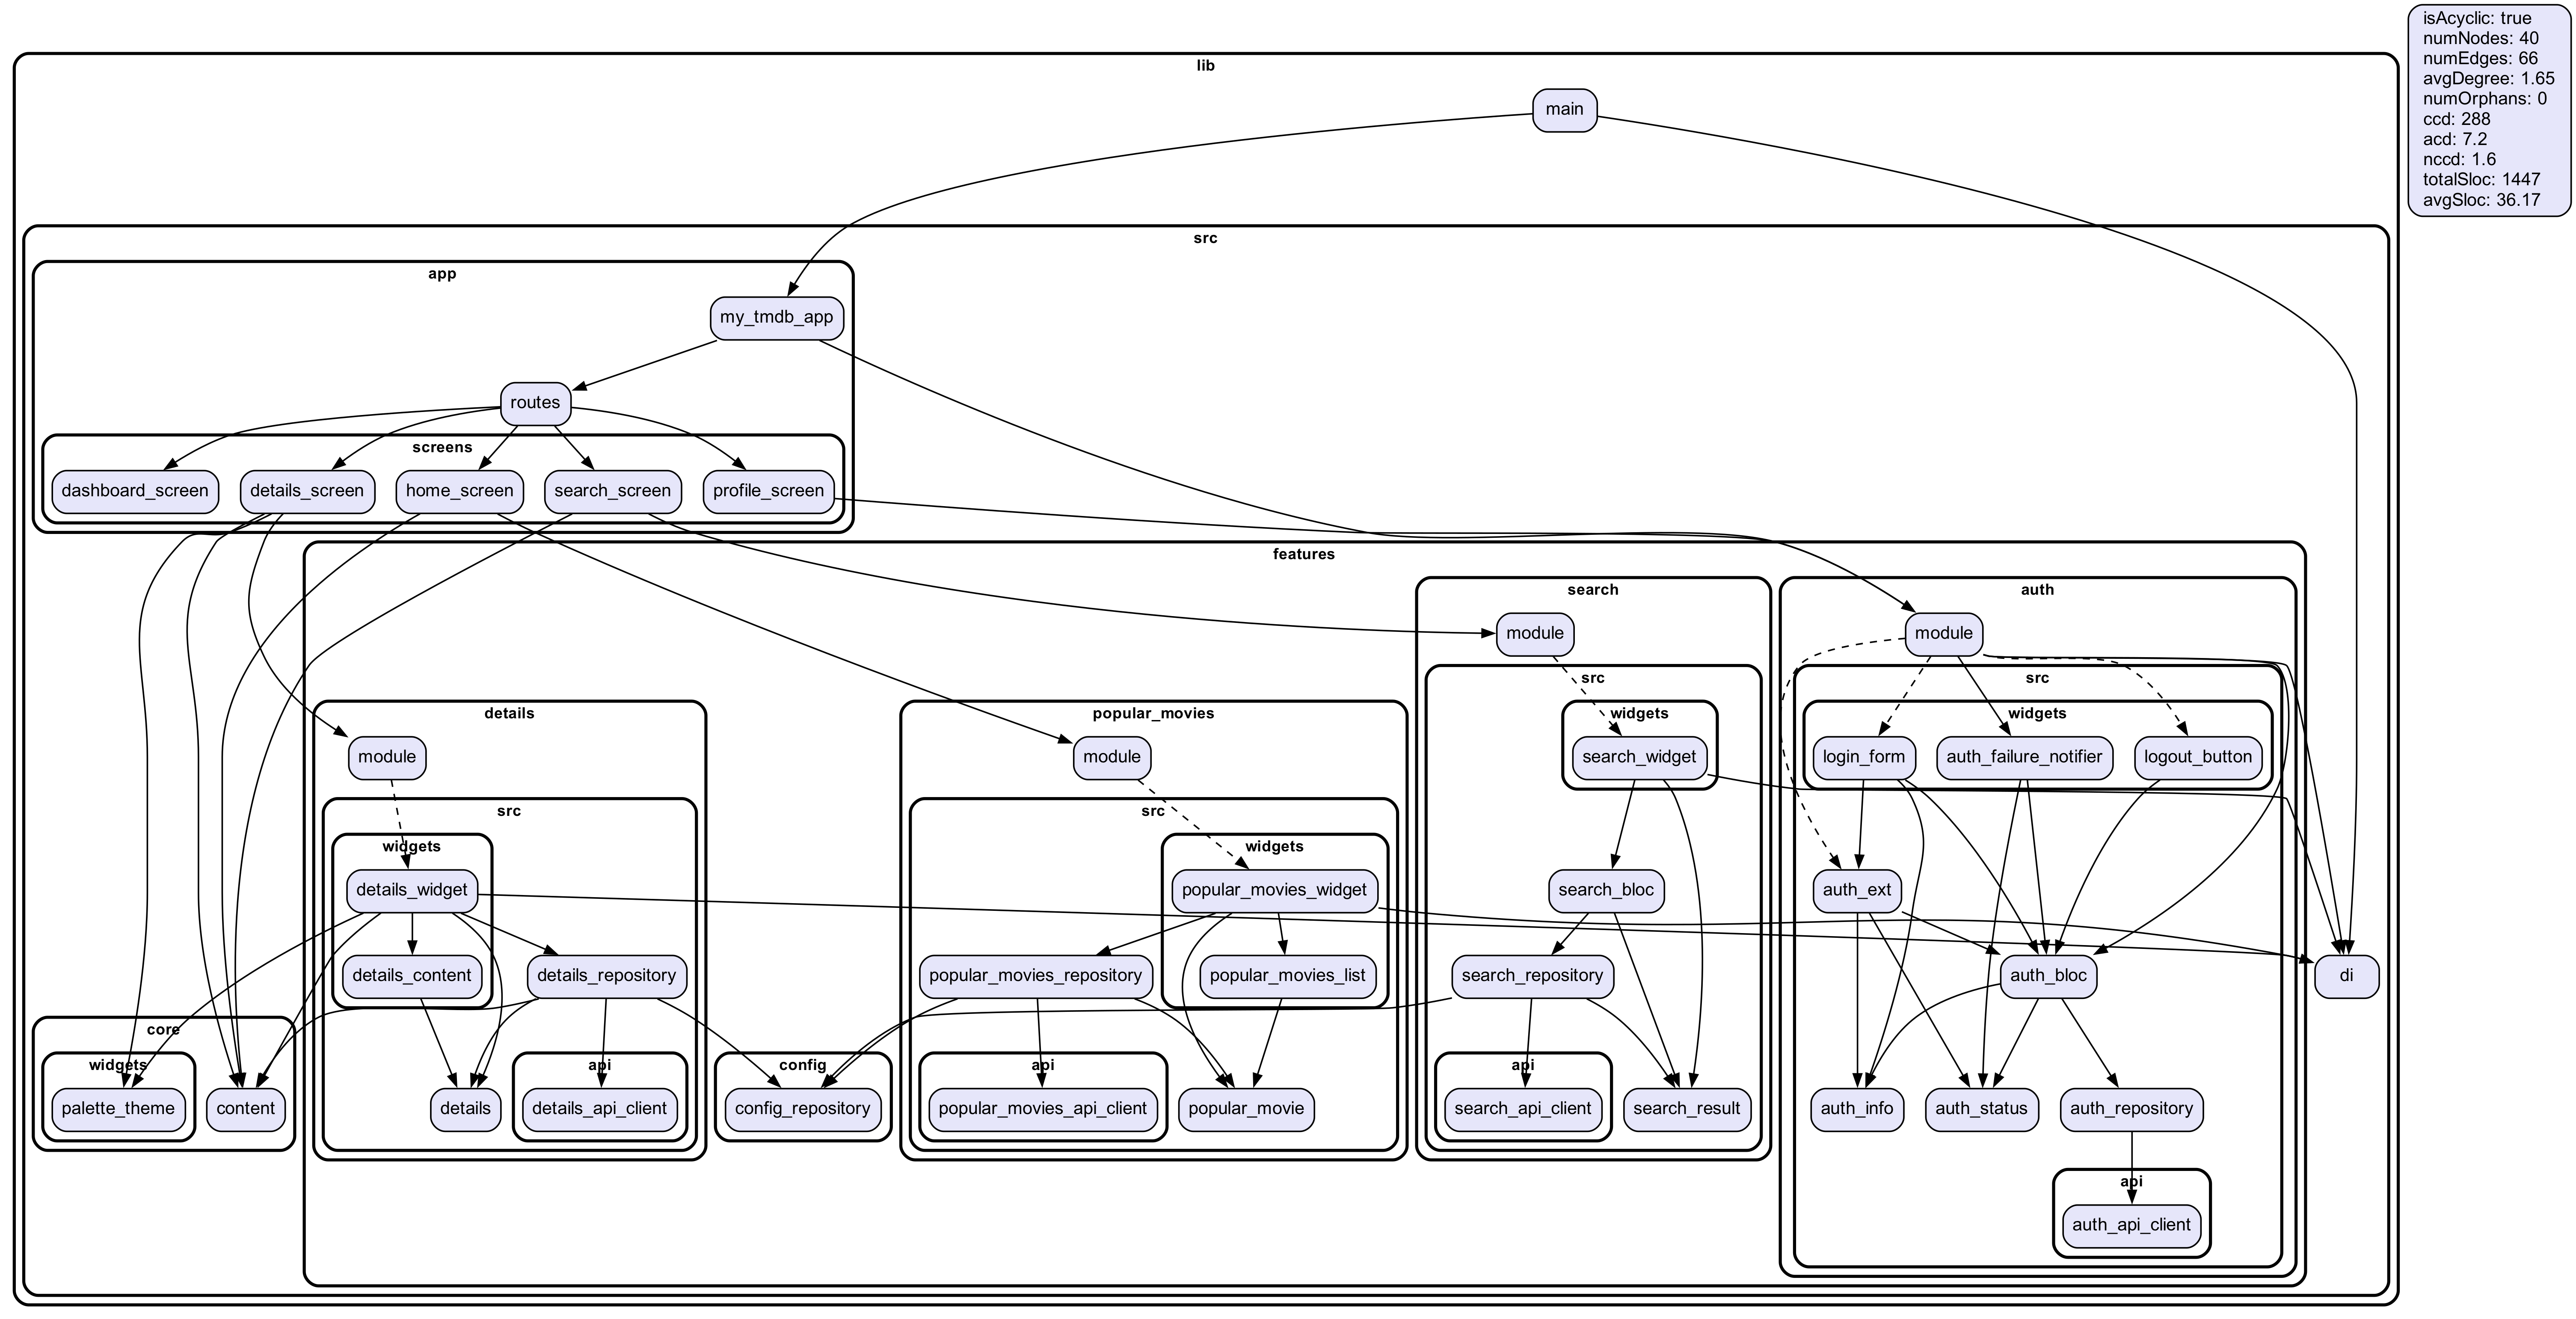 isAcyclic: true
numNodes: 40
numEdges: 66
avgDegree: 1.65
numOrphans: 0
ccd: 288
acd: 7.2
nccd: 1.6
totalSloc: 1447
avgSloc: 36.17
lib
main
src
app
my_tmdb_app
routes
screens
dashboard_screen
details_screen
home_screen
search_screen
profile_screen
features
search
auth
module
module
src
src
details
popular_movies
widgets
widgets
module
module
search_widget
login_form
auth_failure_notifier
logout_button
src
src
widgets
widgets
details_widget
popular_movies_widget
search_bloc
auth_ext
details_content
details_repository
popular_movies_repository
popular_movies_list
search_repository
auth_bloc
di
core
widgets
api
config
api
api
palette_theme
content
details
details_api_client
config_repository
popular_movies_api_client
popular_movie
search_api_client
search_result
auth_info
auth_status
auth_repository
api
auth_api_client